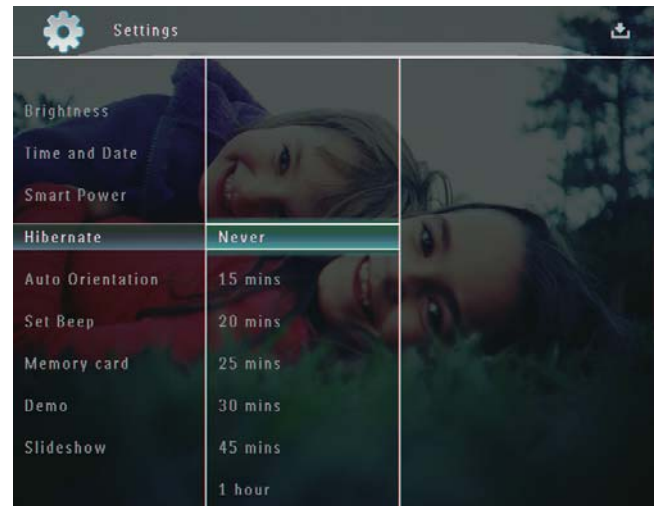 Settings
Brightness
Time and Date
Smart Power
Hibernate
Auto Orientation
Set Beep
Memory card
Demo
Slideshow
Never
15 mins
20 mins
25 mins
30 mins
45 mins
1 hour